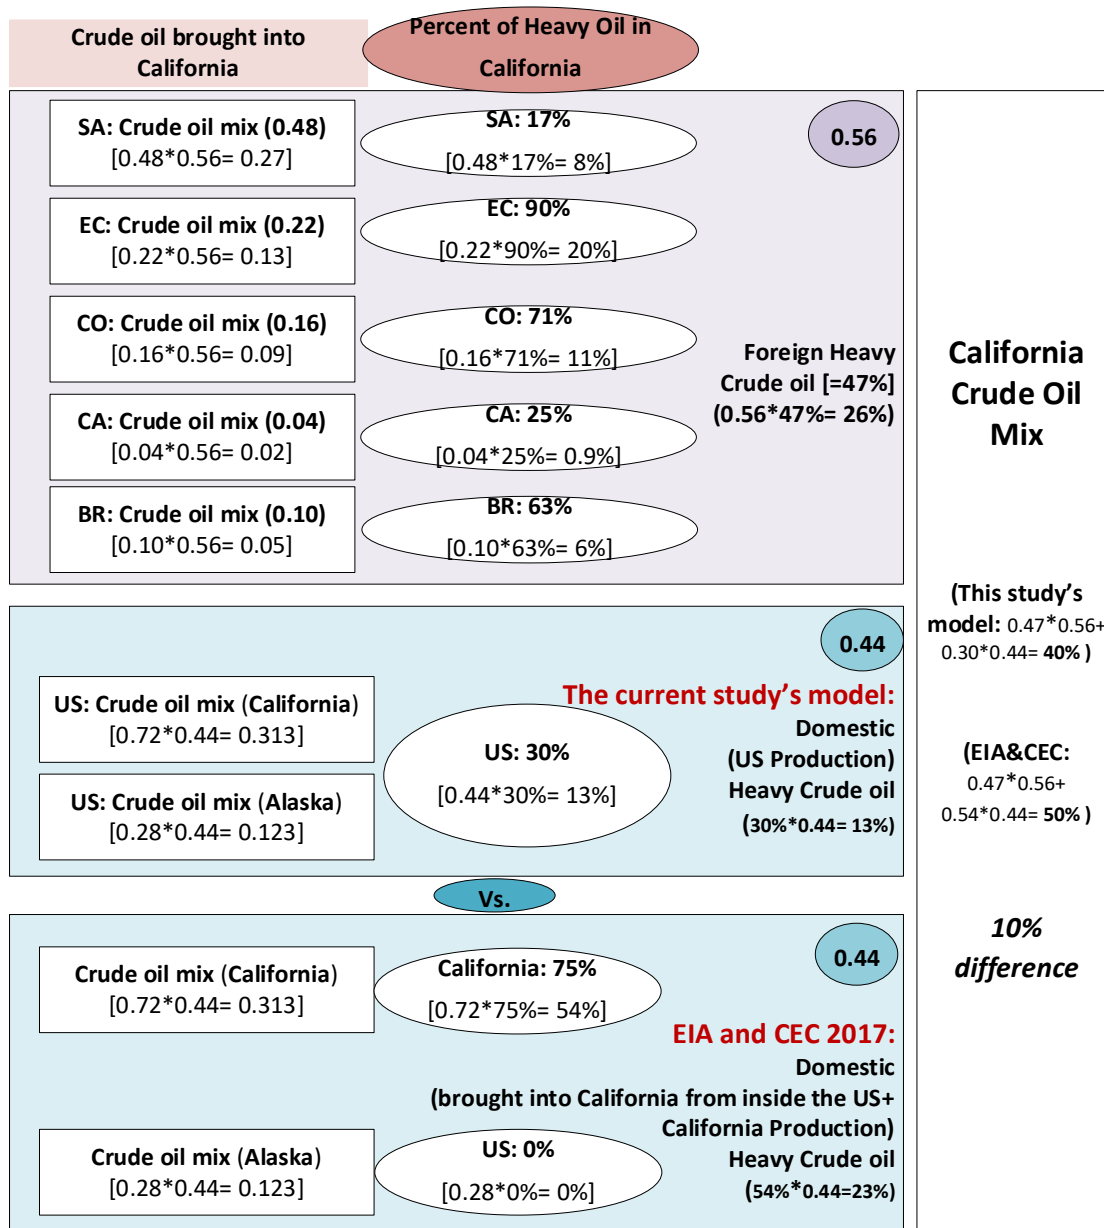 Crude oil brought into
California
Percent of Heavy Oil in
California
SA: Crude oil mix (0.48)
[0.48*0.56= 0.27]
SA: 17%
[0.48*17%= 8%]
0.56
EC: Crude oil mix (0.22)
[0.22*0.56= 0.13]
EC: 90%
[0.22*90%= 20%]
CO: Crude oil mix (0.16)
[0.16*0.56= 0.09]
CO: 71%
[0.16*71%= 11%]
Foreign Heavy
Crude oil [=47%]
(0.56*47%= 26%)
CA: Crude oil mix (0.04)
[0.04*0.56= 0.02]
CA: 25%
[0.04*25%= 0.9%]
BR: Crude oil mix (0.10)
[0.10*0.56= 0.05]
BR: 63%
[0.10*63%= 6%]
0.44
US: Crude oil mix (California)
[0.72*0.44= 0.313]
US: Crude oil mix (Alaska)
[0.28*0.44= 0.123]
US: 30%
[0.44*30%= 13%]
The current study's model:
Domestic
(US Production)
Heavy Crude oil
(30%*0.44= 13%)
Vs.
0.44
Crude oil mix (California)
[0.72*0.44= 0.313]
California: 75%
[0.72*75%= 54%]
EIA and CEC 2017:
Domestic
(brought into California from inside the US+
California Production)
Heavy Crude oil
(54%*0.44=23%)
Crude oil mix (Alaska)
[0.28*0.44= 0.123]
US: 0%
[0.28*0%= 0%]
California
Crude Oil
Mix
(This study's
model: 0.47*0.56+
0.30*0.44= 40% )
(EIA&CEC:
0.47*0.56+
0.54*0.44= 50% )
10%
difference